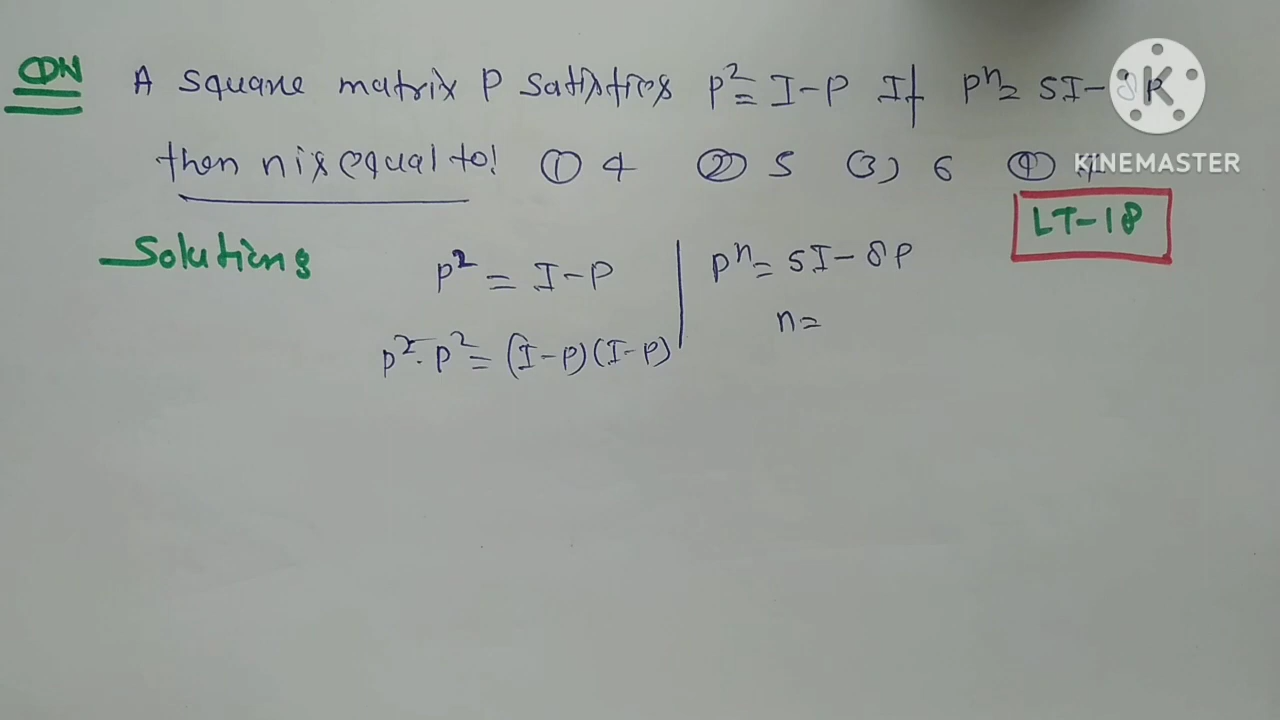 QN A square matrix P satisfies P² = I - P If Pⁿ = 5I - 8P
KINEMASTER
then n is equal to! ① 4 ② 5 (3) 6 ④
LT-18
Solution:
P² = I - P
Pⁿ = 5I - 8P
n =
P² · P² = (I - P)(I - P)